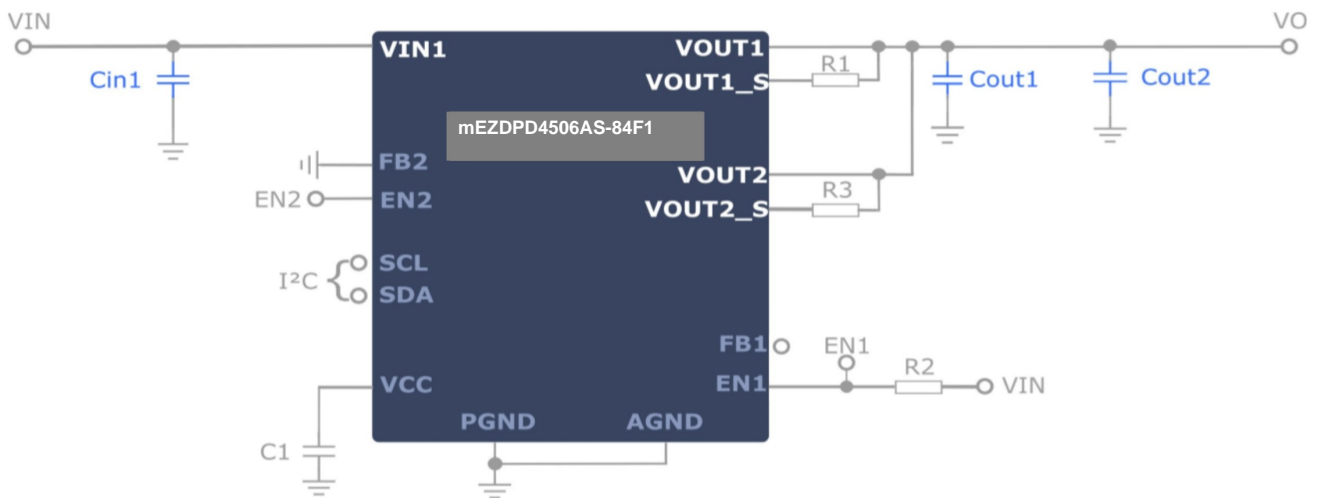 VIN
VO
VIN1
VOUT1
R1
Cin1
VOUT1_S
Cout1
Cout2
mEZDPD4506AS-84F1
FB2
VOUT2
EN2
EN2
R3
VOUT2_S
SCL
I²C
SDA
FB1
EN1
VCC
EN1
R2
VIN
PGND
AGND
C1